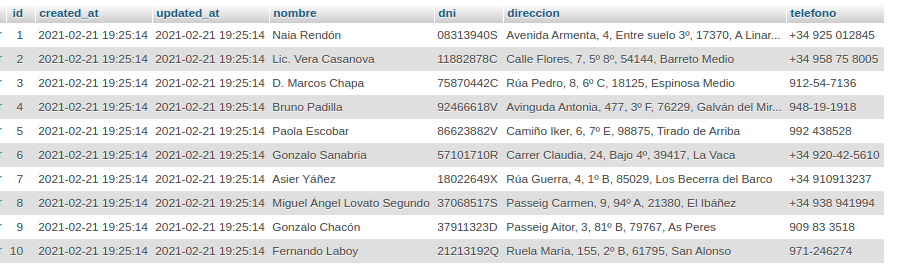 id created_at updated_at nombre dni direccion telefono
1 2021-02-21 19:25:14 2021-02-21 19:25:14 Naia Rendón 08313940S Avenida Armenta, 4, Entre suelo 3º, 17370, A Linar... +34 925 012845
2 2021-02-21 19:25:14 2021-02-21 19:25:14 Lic. Vera Casanova 11882878C Calle Flores, 7, 5º 8º, 54144, Barreto Medio +34 958 75 8005
3 2021-02-21 19:25:14 2021-02-21 19:25:14 D. Marcos Chapa 75870442C Rúa Pedro, 8, 6º C, 18125, Espinosa Medio 912-54-7136
4 2021-02-21 19:25:14 2021-02-21 19:25:14 Bruno Padilla 92466618V Avinguda Antonia, 477, 3º F, 76229, Galván del Mir... 948-19-1918
5 2021-02-21 19:25:14 2021-02-21 19:25:14 Paola Escobar 86623882V Camiño Iker, 6, 7º E, 98875, Tirado de Arriba 992 438528
6 2021-02-21 19:25:14 2021-02-21 19:25:14 Gonzalo Sanabria 57101710R Carrer Claudia, 24, Bajo 4º, 39417, La Vaca +34 920-42-5610
7 2021-02-21 19:25:14 2021-02-21 19:25:14 Asier Yáñez 18022649X Rúa Guerra, 4, 1º B, 85029, Los Becerra del Barco +34 910913237
8 2021-02-21 19:25:14 2021-02-21 19:25:14 Miguel Ángel Lovato Segundo 37068517S Passeig Carmen, 9, 94º A, 21380, El Ibáñez +34 938 941994
9 2021-02-21 19:25:14 2021-02-21 19:25:14 Gonzalo Chacón 37911323D Passeig Aitor, 3, 81º B, 79767, As Peres 909 83 3518
10 2021-02-21 19:25:14 2021-02-21 19:25:14 Fernando Laboy 21213192Q Ruela María, 155, 2º B, 61795, San Alonso 971-246274